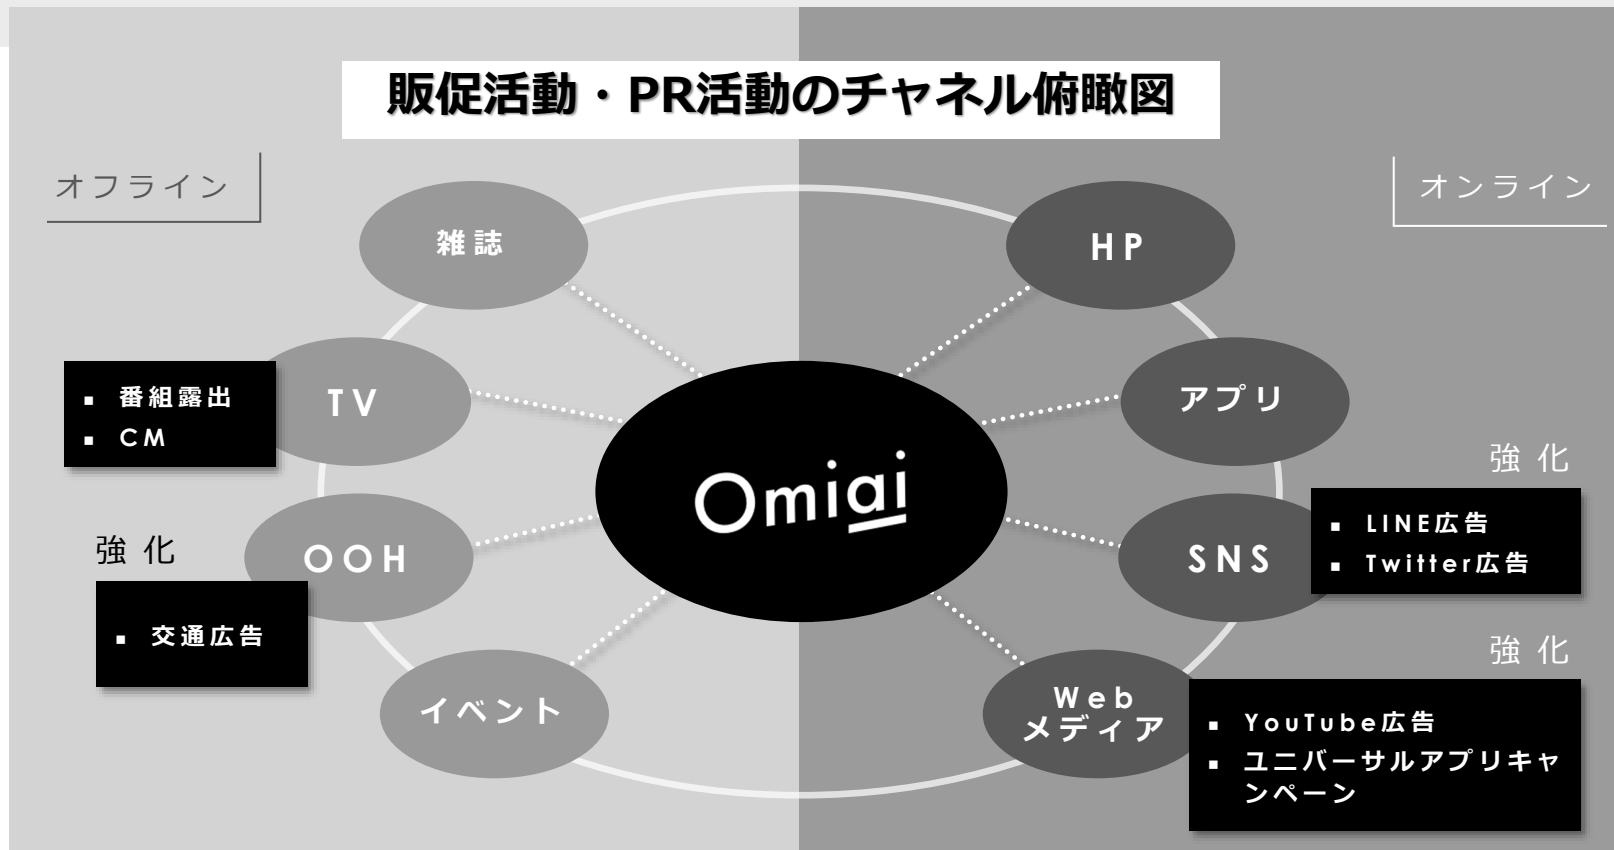 販促活動・PR活動のチャネル俯瞰図
オフライン
オンライン
雑誌
HP
TV
▪ 番組露出
▪ CM
アプリ
Omiai
強化
OOH
▪ 交通広告
強化
SNS
▪ LINE広告
▪ Twitter広告
イベント
強化
Web
メディア
▪ YouTube広告
▪ ユニバーサルアプリキャ
ンペーン